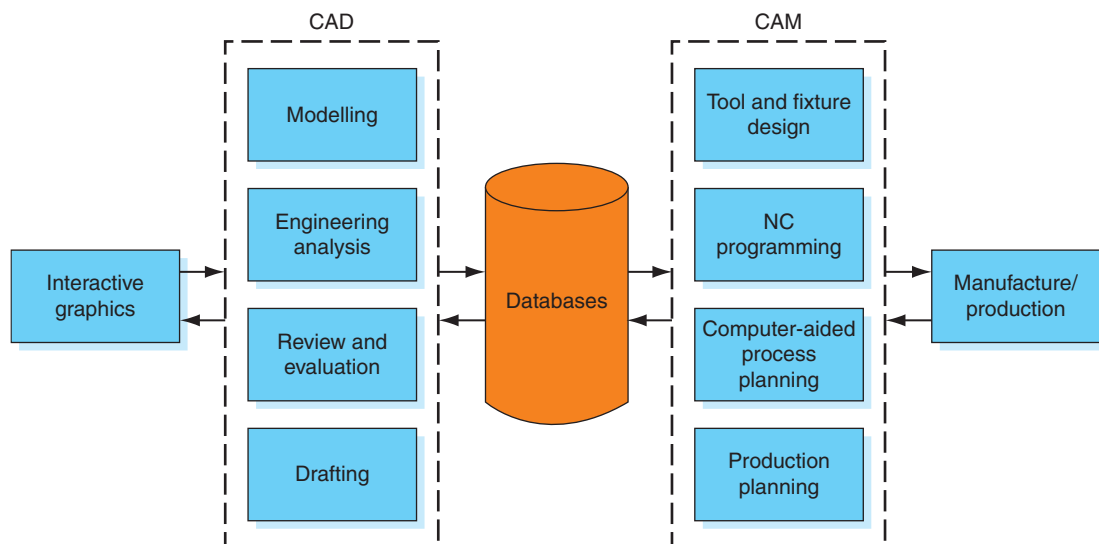 CAD
CAM
Modelling
Engineering
analysis
Review and
evaluation
Drafting
Interactive
graphics
Databases
Tool and fixture
design
NC
programming
Computer-aided
process
planning
Production
planning
Manufacture/
production